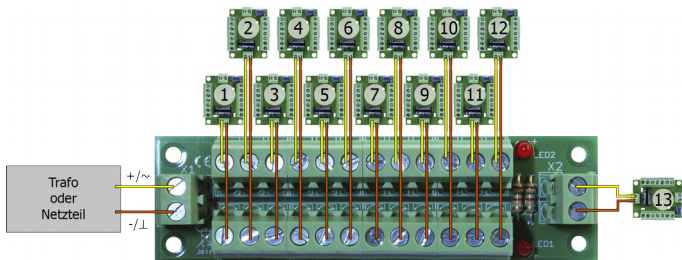 2 4 6 8 10 12
1 3 5 7 9 11
LED2
X1 X2
+/~
Trafo
oder
Netzteil
13
-/⊥
LED1